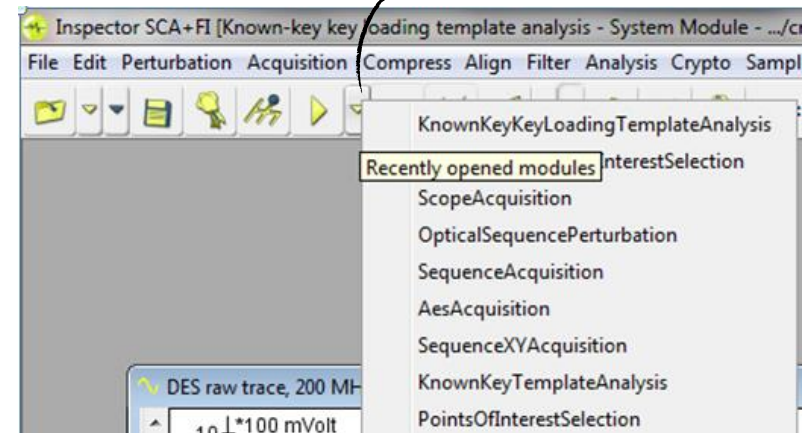 Inspector SCA+FI [Known-key key loading template analysis - System Module - .../cr
File Edit Perturbation Acquisition Compress Align Filter Analysis Crypto Sampl
KnownKeyKeyLoadingTemplateAnalysis
Recently opened modules InterestSelection
ScopeAcquisition
OpticalSequencePerturbation
SequenceAcquisition
AesAcquisition
SequenceXYAcquisition
KnownKeyTemplateAnalysis
DES raw trace, 200 MH
PointsOfInterestSelection
*100 mVolt